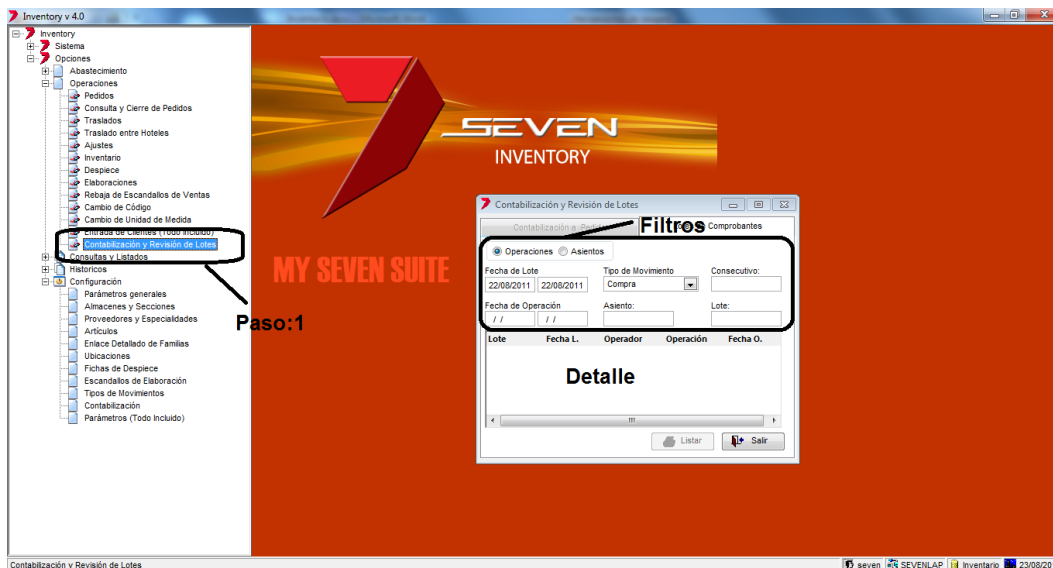 Inventory v 4.0
Inventory
Sistema
Opciones
Abastecimiento
Operaciones
Pedidos
Consulta y Cierre de Pedidos
Traslados
Traslado entre Hoteles
Ajustes
Inventario
Despiece
Elaboraciones
Rebaja de Escandallos de Ventas
Cambio de Código
Cambio de Unidad de Medida
Entrada de Clientes (Todo Incluido)
Contabilización y Revisión de Lotes
Consultas y Listados
Historicos
Configuración
Parámetros generales
Almacenes y Secciones
Proveedores y Especialidades
Artículos
Enlace Detallado de Familias
Ubicaciones
Fichas de Despiece
Escandallos de Elaboración
Tipos de Movimientos
Contabilización
Parámetros (Todo Incluido)
Paso:1
SEVEN
INVENTORY
MY SEVEN SUITE
Contabilización y Revisión de Lotes
Contabilización a
Filtros
Comprobantes
Operaciones Asientos
Fecha de Lote Tipo de Movimiento Consecutivo:
22/08/2011 22/08/2011 Compra
Fecha de Operación Asiento: Lote:
/ / / /
Lote Fecha L. Operador Operación Fecha O.
Detalle
Listar Salir
Contabilización y Revisión de Lotes seven SEVENLAP Inventario 23/08/20